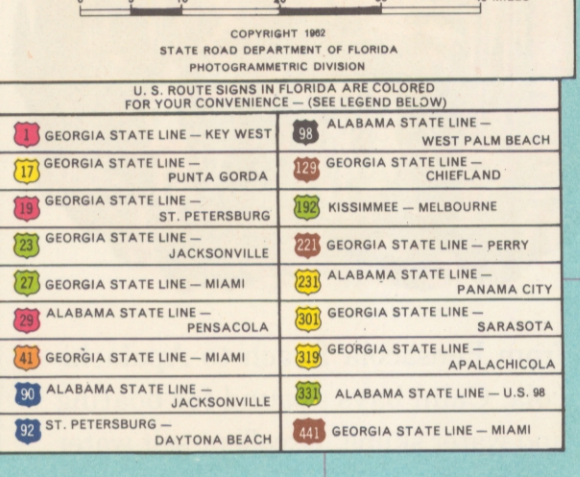 COPYRIGHT 1962
STATE ROAD DEPARTMENT OF FLORIDA
PHOTOGRAMMETRIC DIVISION
U. S. ROUTE SIGNS IN FLORIDA ARE COLORED
FOR YOUR CONVENIENCE — (SEE LEGEND BELOW)
1 GEORGIA STATE LINE — KEY WEST
17 GEORGIA STATE LINE —
PUNTA GORDA
19 GEORGIA STATE LINE —
ST. PETERSBURG
23 GEORGIA STATE LINE —
JACKSONVILLE
27 GEORGIA STATE LINE — MIAMI
29 ALABAMA STATE LINE —
PENSACOLA
41 GEORGIA STATE LINE — MIAMI
90 ALABAMA STATE LINE —
JACKSONVILLE
92 ST. PETERSBURG —
DAYTONA BEACH
98 ALABAMA STATE LINE —
WEST PALM BEACH
129 GEORGIA STATE LINE —
CHIEFLAND
192 KISSIMMEE — MELBOURNE
221 GEORGIA STATE LINE — PERRY
231 ALABAMA STATE LINE —
PANAMA CITY
301 GEORGIA STATE LINE —
SARASOTA
319 GEORGIA STATE LINE —
APALACHICOLA
331 ALABAMA STATE LINE — U.S. 98
441 GEORGIA STATE LINE — MIAMI